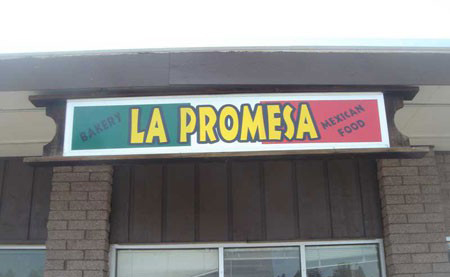 BAKERY
LA PROMESA
MEXICAN
FOOD